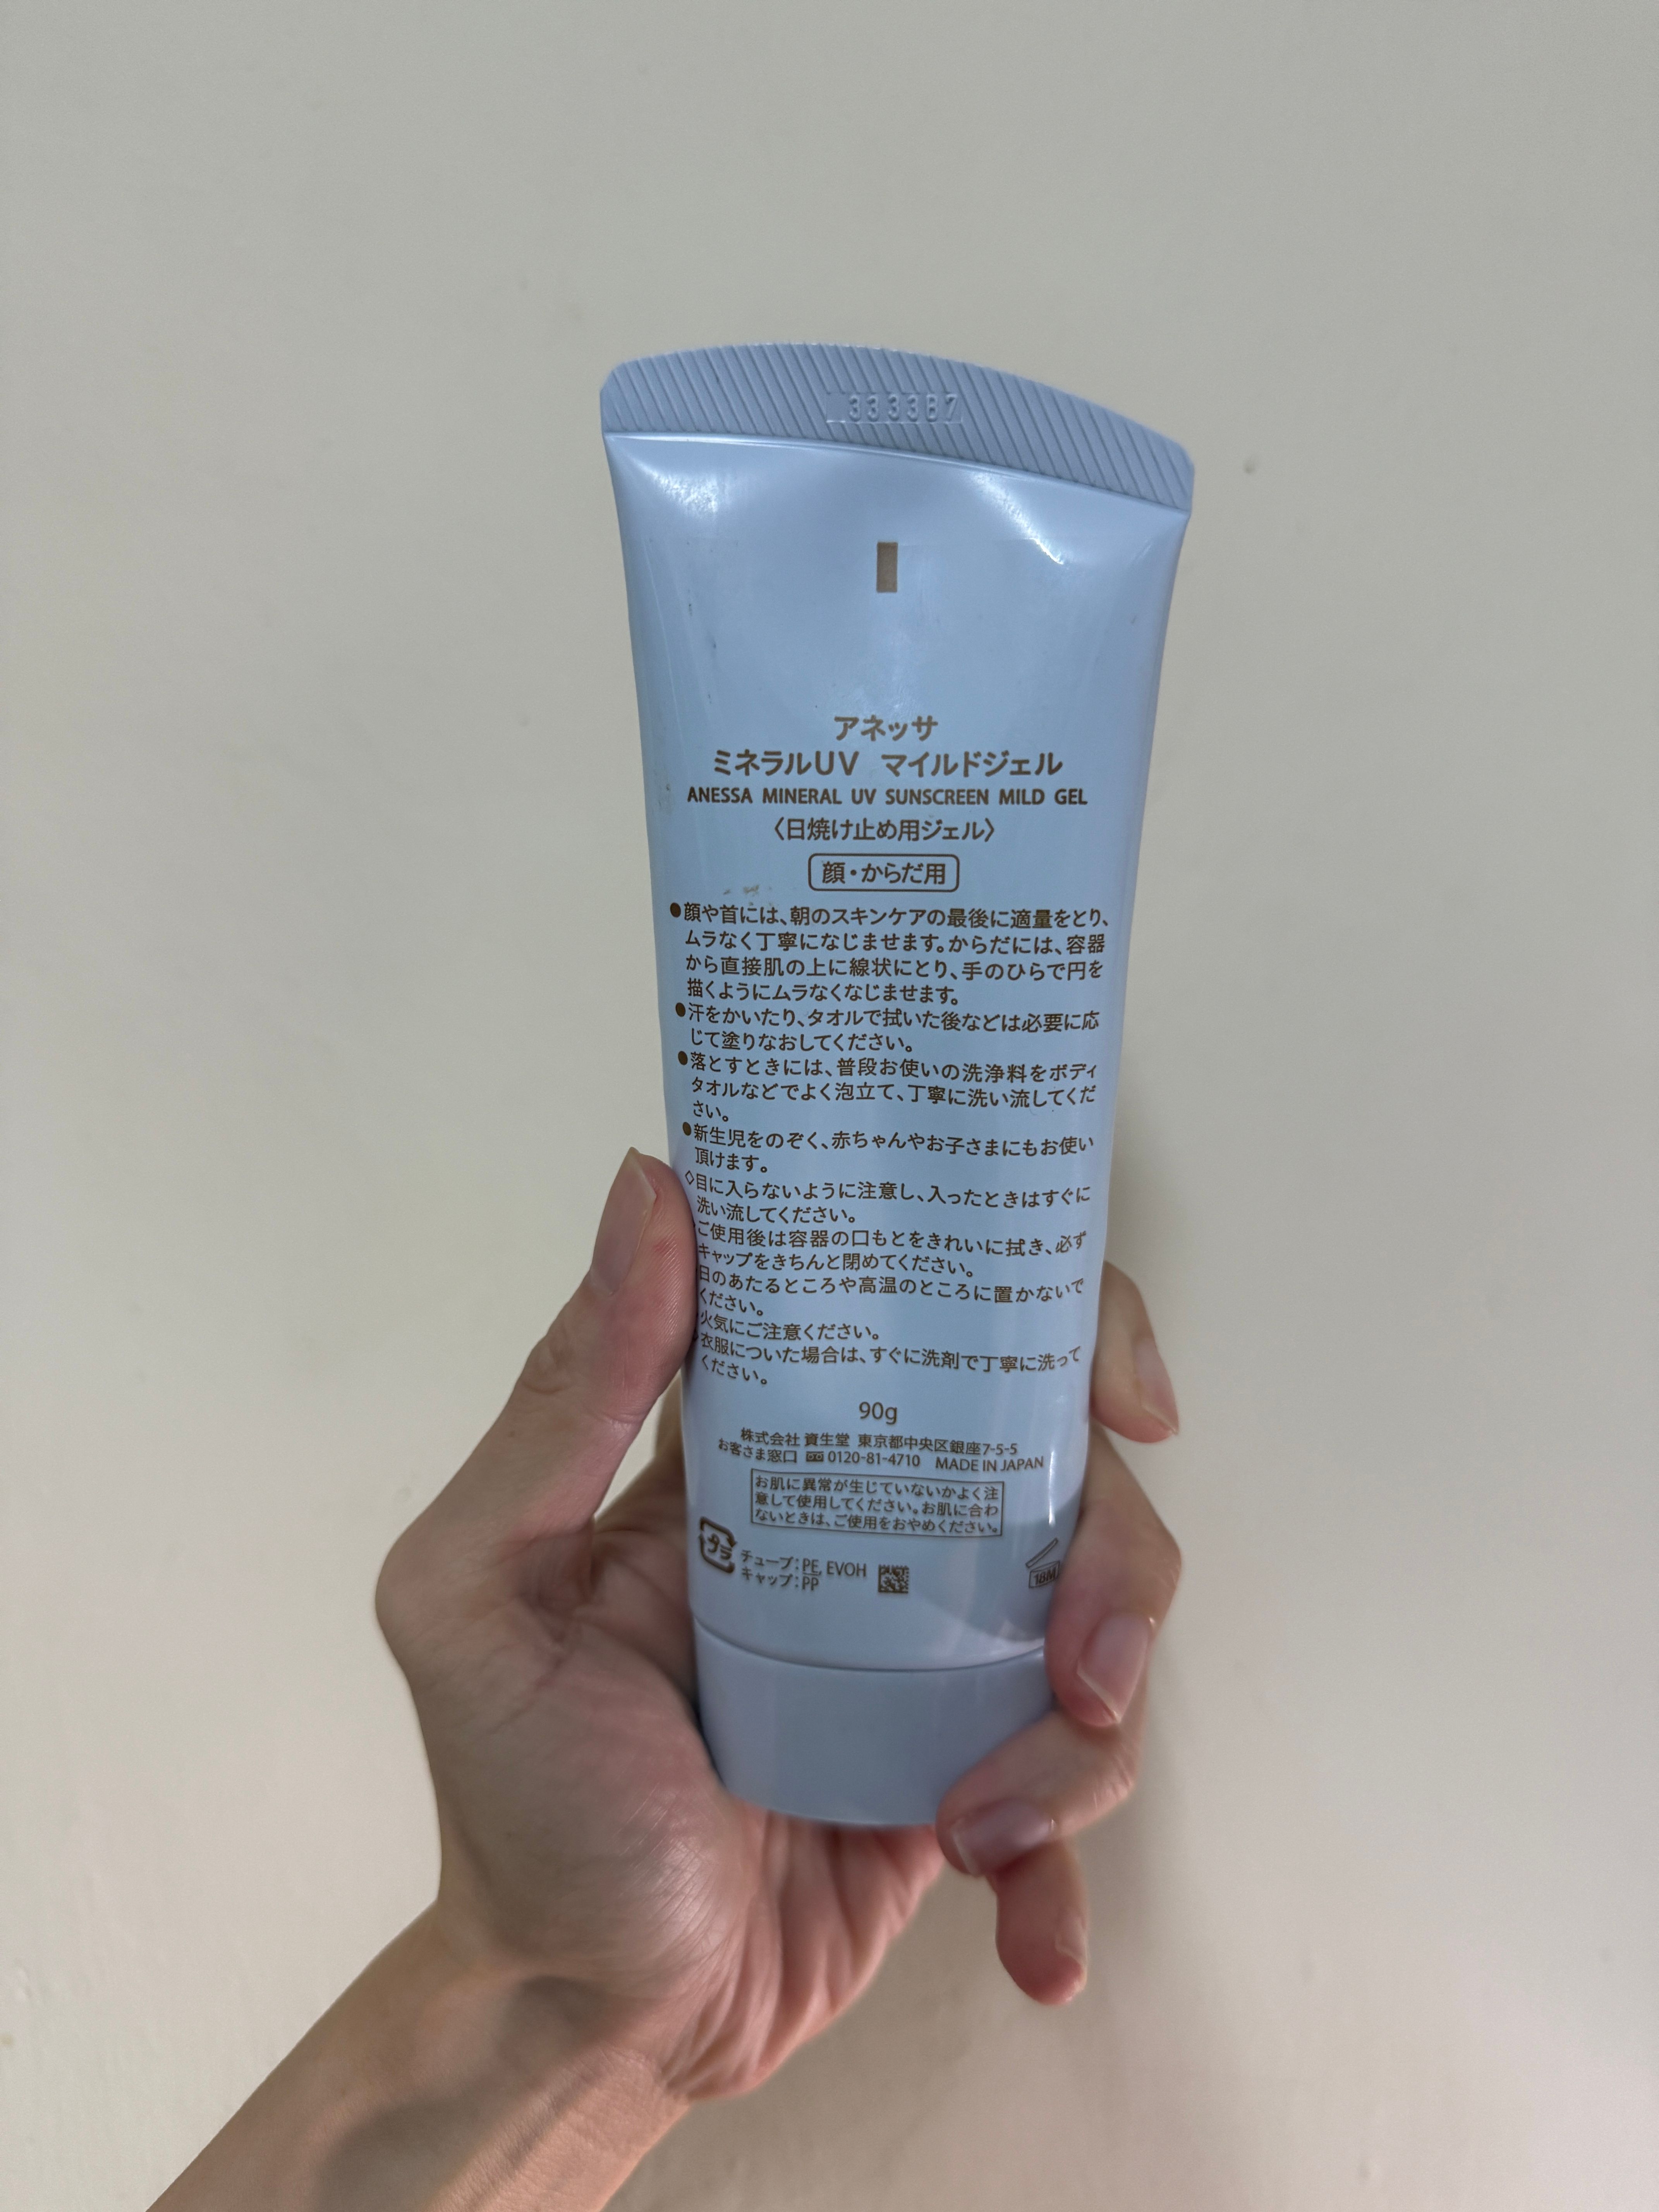 アネッサ
ミネラルUV マイルドジェル
ANESSA MINERAL UV SUNSCREEN MILD GEL
〈日焼け止め用ジェル〉
顔・からだ用
●顔や首には、朝のスキンケアの最後に適量をとり、
ムラなく丁寧になじませます。からだには、容器
から直接肌の上に線状にとり、手のひらで円を
描くようにムラなくなじませます。
●汗をかいたり、タオルで拭いた後などは必要に応
じて塗りなおしてください。
●落とすときには、普段お使いの洗浄料をボディ
タオルなどでよく泡立て、丁寧に洗い流してくだ
さい。
●新生児をのぞく、赤ちゃんやお子さまにもお使い
頂けます。
◇目に入らないように注意し、入ったときはすぐに
洗い流してください。
ご使用後は容器の口もとをきれいに拭き、必ず
キャップをきちんと閉めてください。
日のあたるところや高温のところに置かないで
ください。
火気にご注意ください。
衣服についた場合は、すぐに洗剤で丁寧に洗って
ください。
90g
株式会社 資生堂 東京都中央区銀座7-5-5
お客さま窓口 0120-81-4710 MADE IN JAPAN
お肌に異常が生じていないかよく注
意して使用してください。お肌に合わ
ないときは、ご使用をおやめください。
プラ
チューブ:PE, EVOH
キャップ:PP
18M